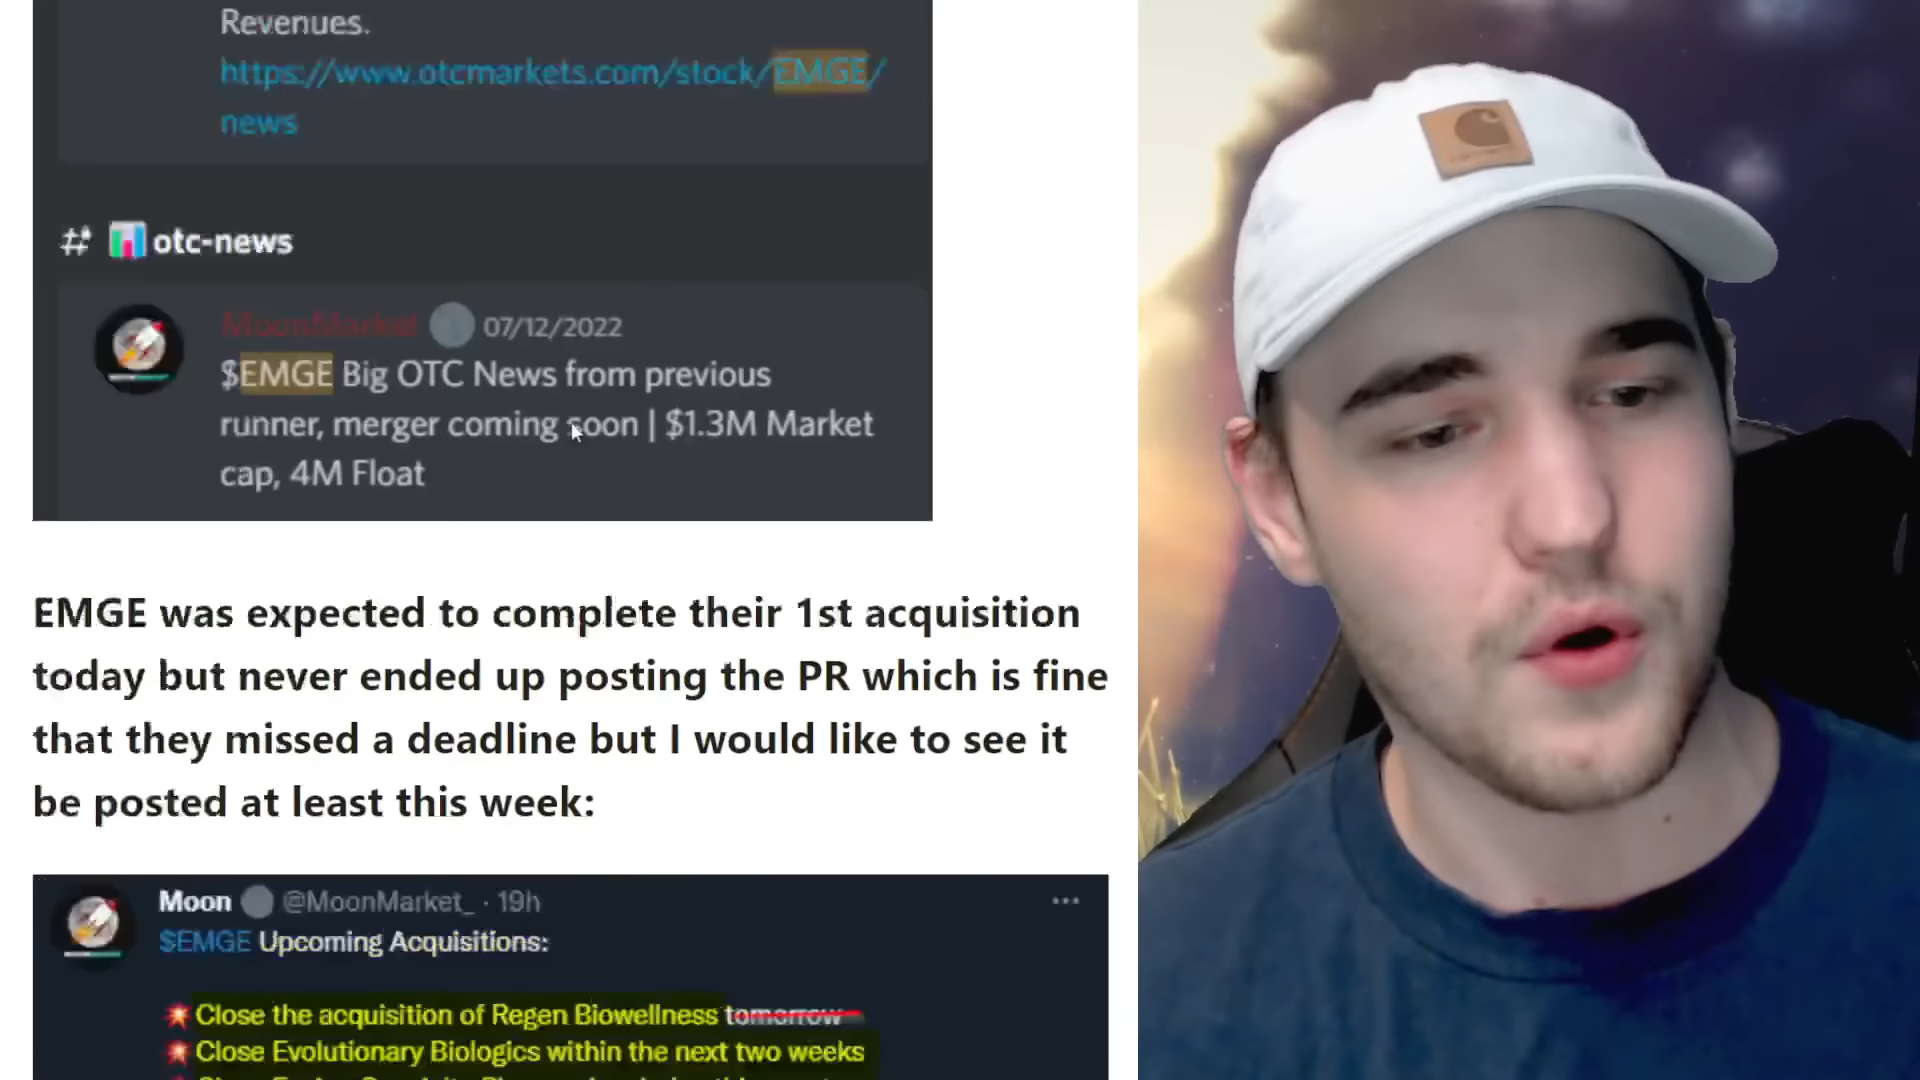 Revenues.
https://www.otcmarkets.com/stock/EMGE/
news
# otc-news
MoonMarket 07/12/2022
$EMGE Big OTC News from previous
runner, merger coming soon | $1.3M Market
cap, 4M Float
EMGE was expected to complete their 1st acquisition
today but never ended up posting the PR which is fine
that they missed a deadline but I would like to see it
be posted at least this week:
Moon @MoonMarket_ · 19h
$EMGE Upcoming Acquisitions:
Close the acquisition of Regen Biowellness tomorrow
Close Evolutionary Biologics within the next two weeks